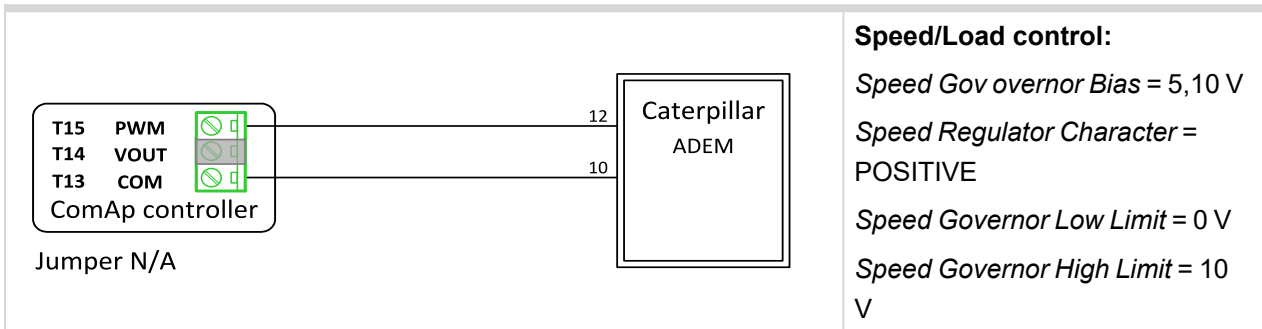 T15 PWM
T14 VOUT
T13 COM
ComAp controller
Jumper N/A
12
10
Caterpillar
ADEM
Speed/Load control:
Speed Gov overnor Bias = 5,10 V
Speed Regulator Character =
POSITIVE
Speed Governor Low Limit = 0 V
Speed Governor High Limit = 10
V